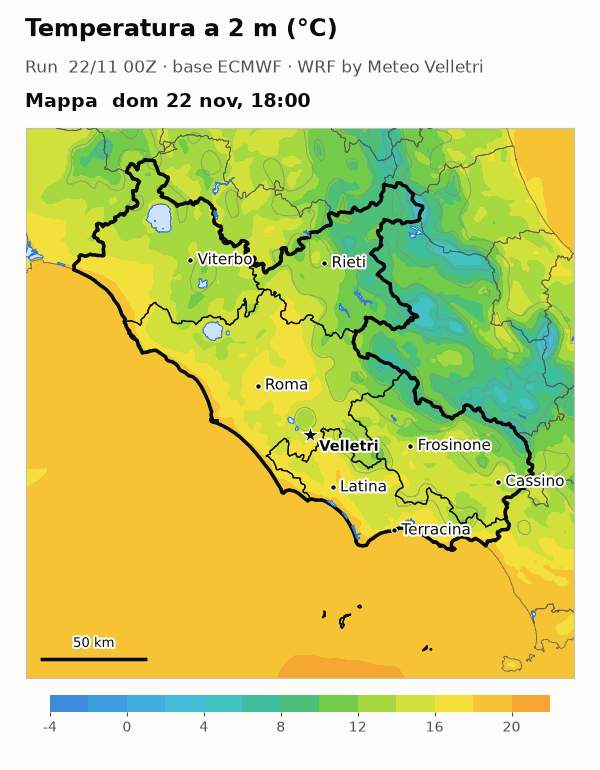 Temperatura a 2 m (°C)
Run  22/11 00Z · base ECMWF · WRF by Meteo Velletri
Mappa  dom 22 nov, 18:00
Viterbo
Rieti
Roma
Velletri
Frosinone
Cassino
Latina
Terracina
50 km
-4 0 4 8 12 16 20